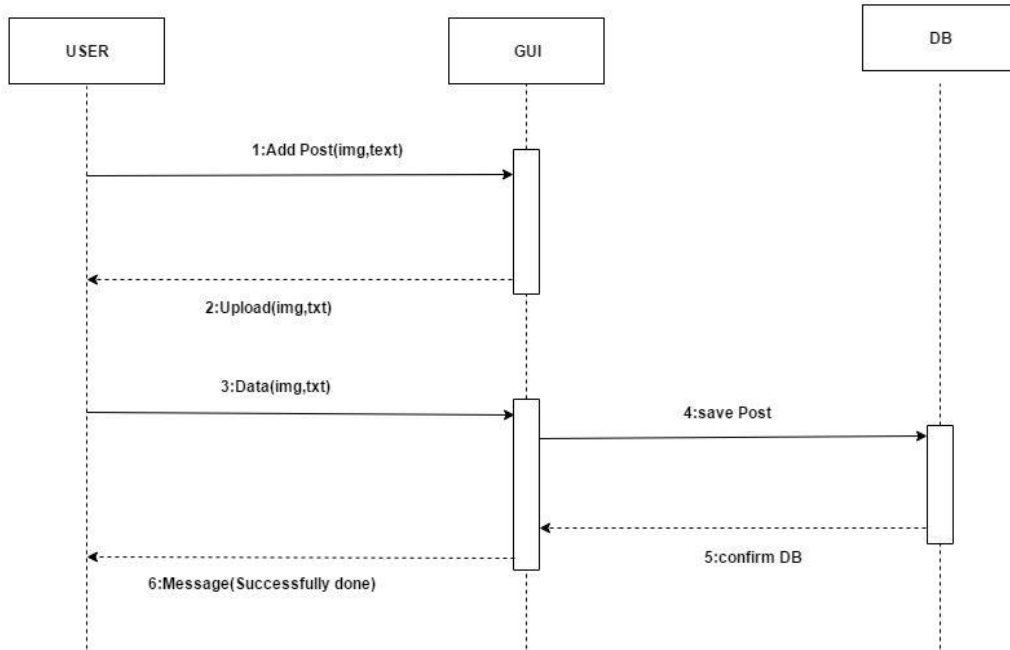 USER
GUI
DB
1:Add Post(img,text)
2:Upload(img,txt)
3:Data(img,txt)
4:save Post
5:confirm DB
6:Message(Successfully done)